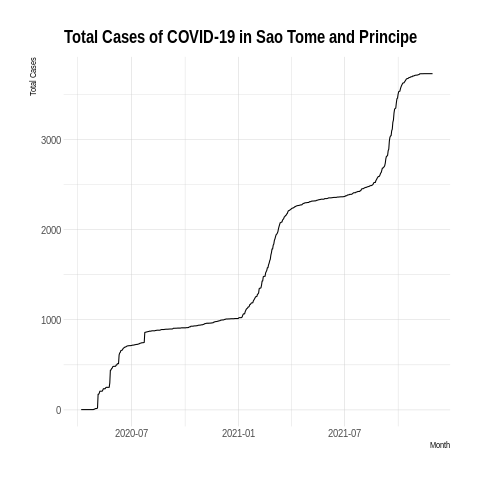 Total Cases of COVID-19 in Sao Tome and Principe
Total Cases
3000
2000
1000
0
2020-07
2021-01
2021-07
Month